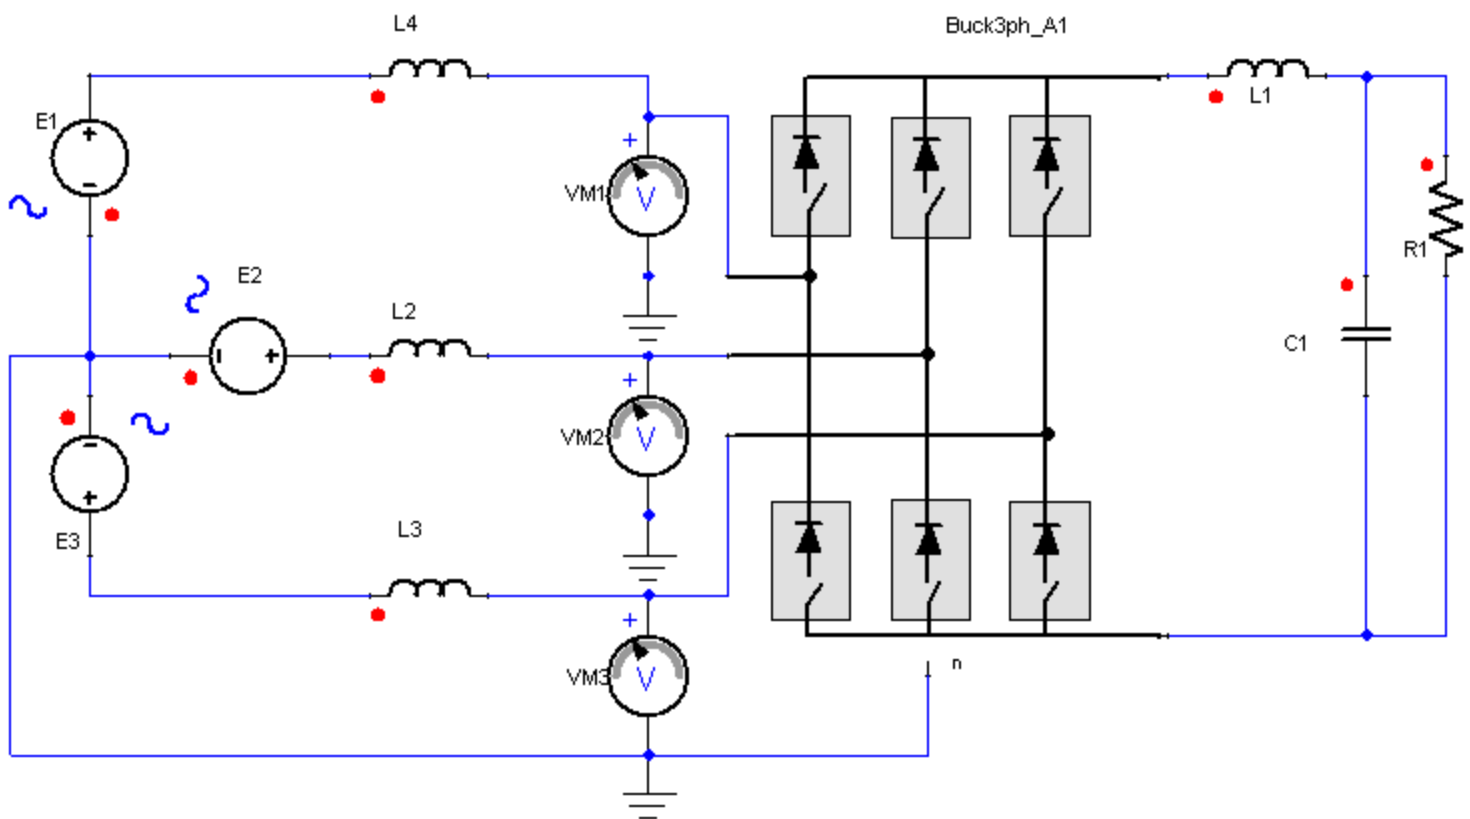 L4
Buck3ph_A1
E1
+
-
+
VM1
V
L1
R1
E2
L2
-
+
+
VM2
V
C1
-
+
E3
L3
+
VM3
V
n